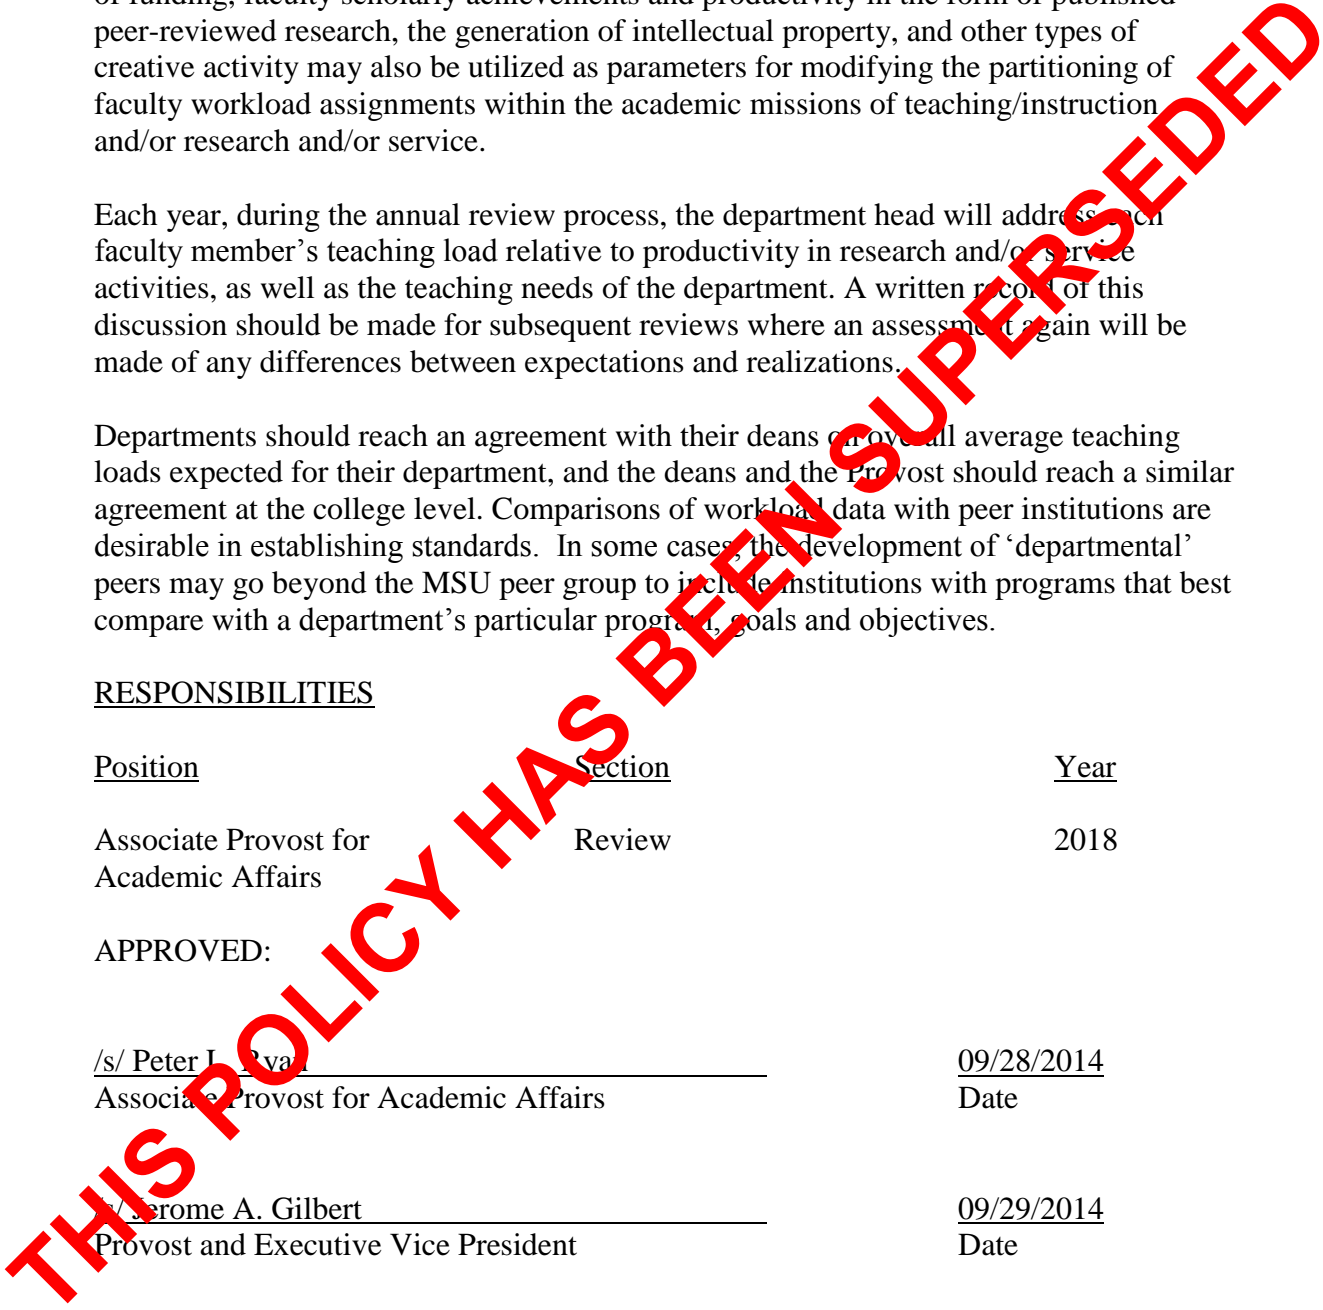 of funding, faculty scholarly achievements and productivity in the form of published
peer-reviewed research, the generation of intellectual property, and other types of
creative activity may also be utilized as parameters for modifying the partitioning of
faculty workload assignments within the academic missions of teaching/instruction
and/or research and/or service.
Each year, during the annual review process, the department head will address each
faculty member’s teaching load relative to productivity in research and/or service
activities, as well as the teaching needs of the department. A written record of this
discussion should be made for subsequent reviews where an assessment again will be
made of any differences between expectations and realizations.
Departments should reach an agreement with their deans on overall average teaching
loads expected for their department, and the deans and the Provost should reach a similar
agreement at the college level. Comparisons of workload data with peer institutions are
desirable in establishing standards.  In some cases, the development of ‘departmental’
peers may go beyond the MSU peer group to include institutions with programs that best
compare with a department’s particular program, goals and objectives.
RESPONSIBILITIES
Position Section Year
Associate Provost for Review 2018
Academic Affairs
APPROVED:
/s/ Peter L. Ryan 09/28/2014
Associate Provost for Academic Affairs Date
/s/ Jerome A. Gilbert 09/29/2014
Provost and Executive Vice President Date
THIS POLICY HAS BEEN SUPERSEDED